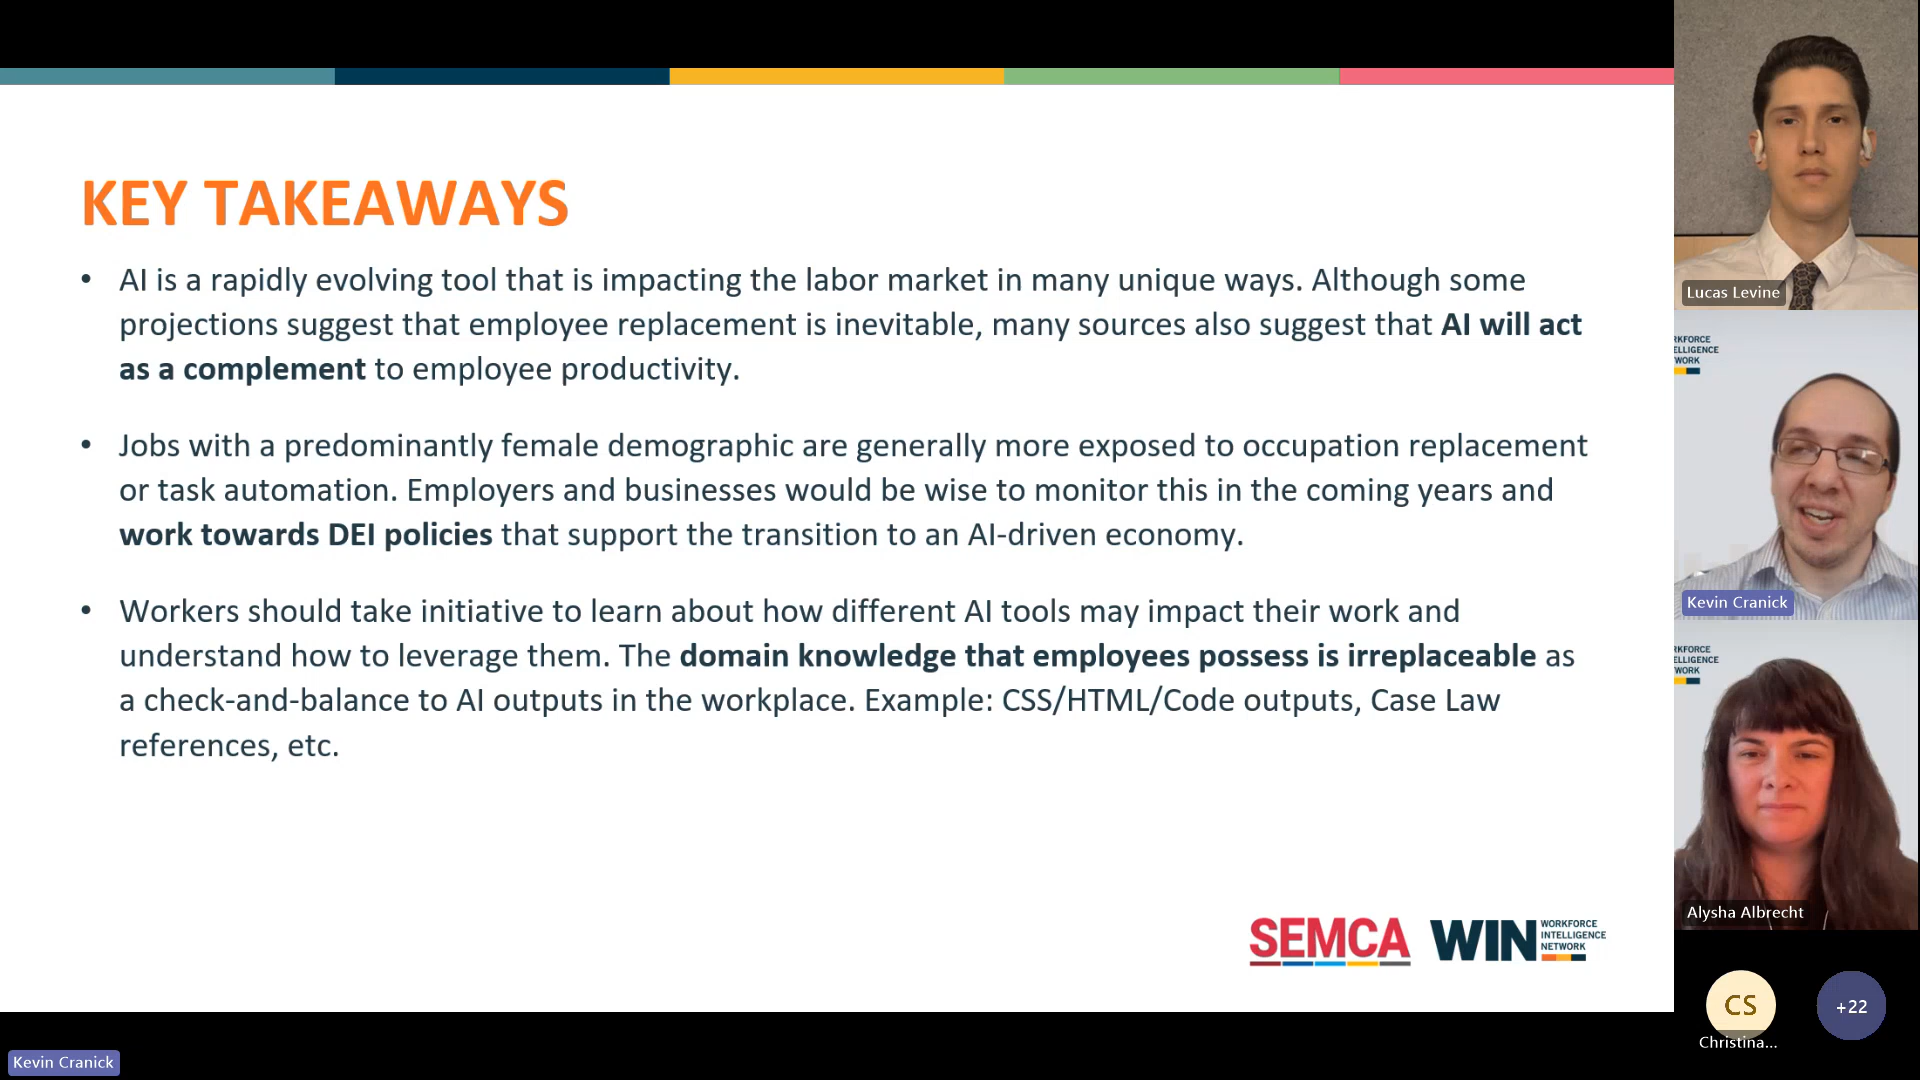 KEY TAKEAWAYS
• AI is a rapidly evolving tool that is impacting the labor market in many unique ways. Although some
projections suggest that employee replacement is inevitable, many sources also suggest that AI will act
as a complement to employee productivity.
• Jobs with a predominantly female demographic are generally more exposed to occupation replacement
or task automation. Employers and businesses would be wise to monitor this in the coming years and
work towards DEI policies that support the transition to an AI-driven economy.
• Workers should take initiative to learn about how different AI tools may impact their work and
understand how to leverage them. The domain knowledge that employees possess is irreplaceable as
a check-and-balance to AI outputs in the workplace. Example: CSS/HTML/Code outputs, Case Law
references, etc.
SEMCA
WIN
WORKFORCE
INTELLIGENCE
NETWORK
Kevin Cranick
Lucas Levine
RKFORCE
ELLIGENCE
WORK
Kevin Cranick
RKFORCE
ELLIGENCE
WORK
Alysha Albrecht
CS
Christina...
+22